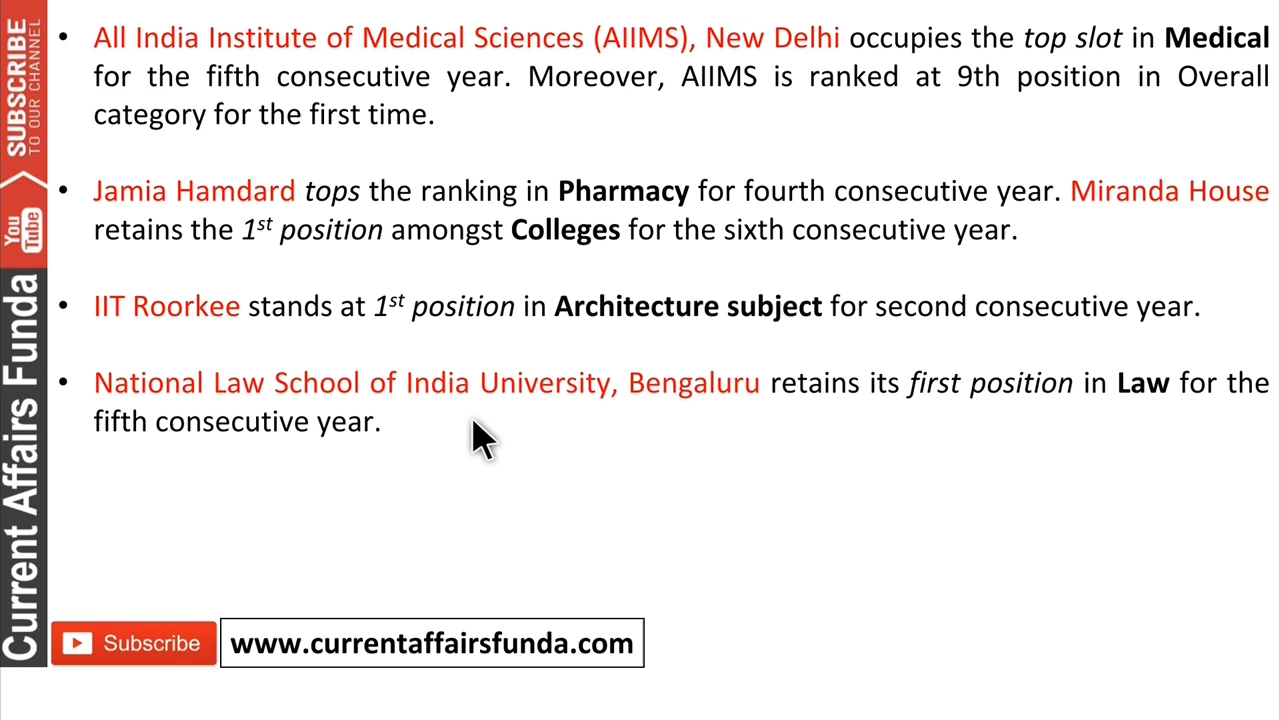 • All India Institute of Medical Sciences (AIIMS), New Delhi occupies the top slot in Medical
for the fifth consecutive year. Moreover, AIIMS is ranked at 9th position in Overall
category for the first time.
• Jamia Hamdard tops the ranking in Pharmacy for fourth consecutive year. Miranda House
retains the 1st position amongst Colleges for the sixth consecutive year.
• IIT Roorkee stands at 1st position in Architecture subject for second consecutive year.
• National Law School of India University, Bengaluru retains its first position in Law for the
fifth consecutive year.
SUBSCRIBE
TO OUR CHANNEL
You
Tube
Current Affairs Funda
Subscribe
www.currentaffairsfunda.com